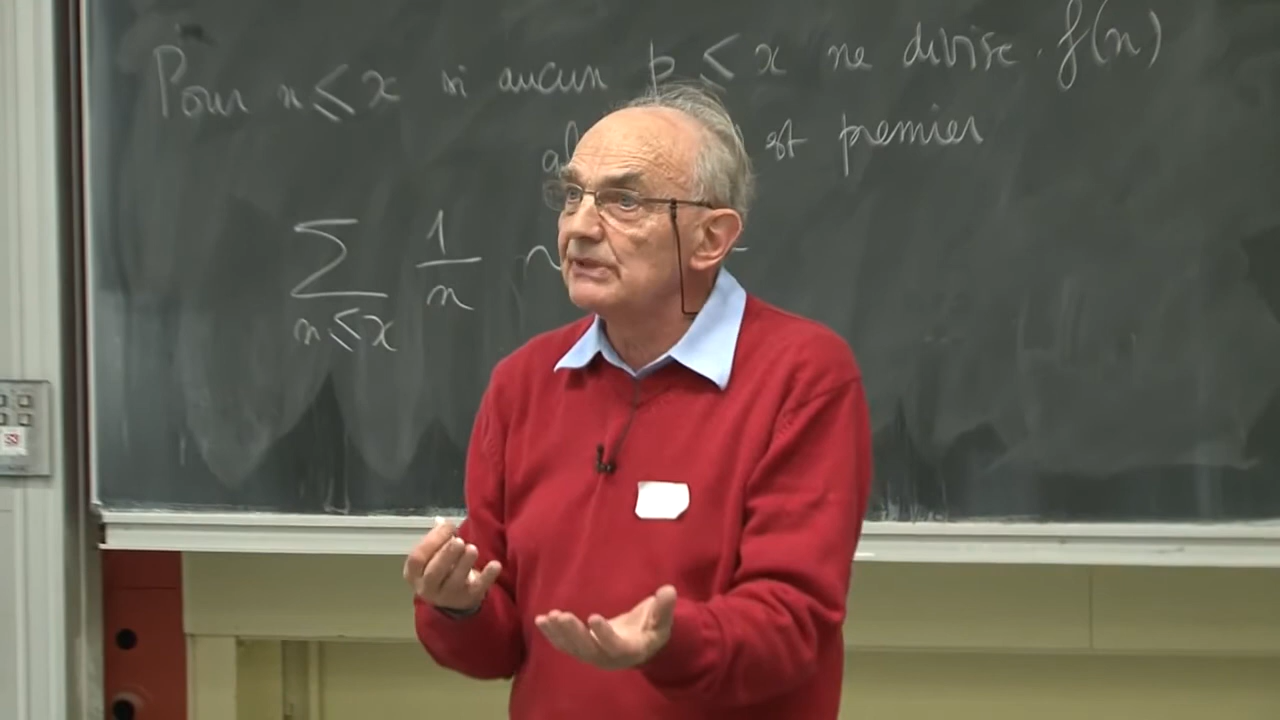 Pour n ≤ x si aucun p ≤ x ne divise f(n)
est premier
∑ 1/n ~
n ≤ x